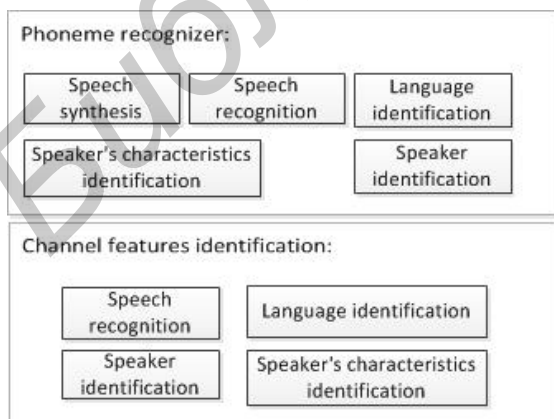 Phoneme recognizer:
Speech
synthesis
Speech
recognition
Language
identification
Speaker's characteristics
identification
Speaker
identification
Channel features identification:
Speech
recognition
Language identification
Speaker
identification
Speaker's characteristics
identification